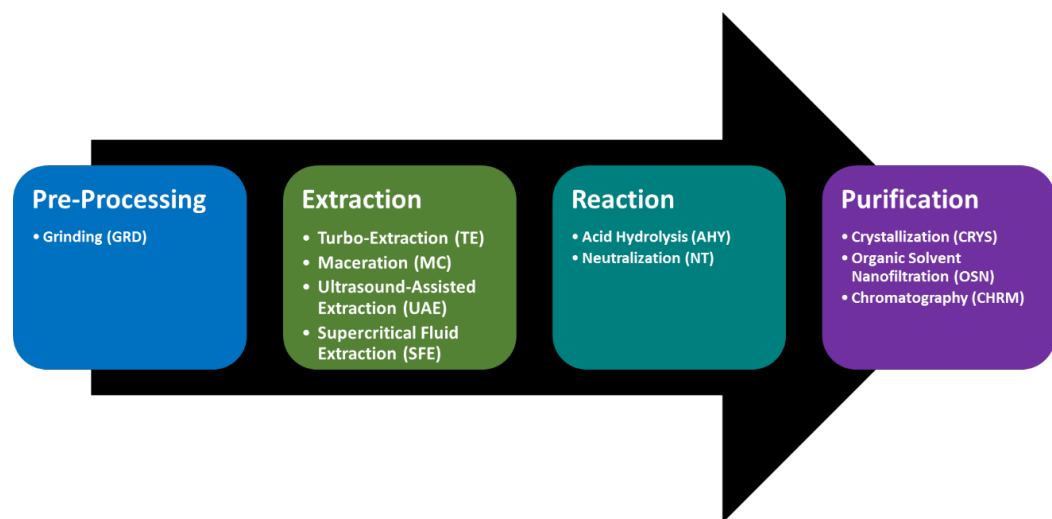 Pre-Processing
• Grinding (GRD)
Extraction
• Turbo-Extraction (TE)
• Maceration (MC)
• Ultrasound-Assisted
Extraction (UAE)
• Supercritical Fluid
Extraction (SFE)
Reaction
• Acid Hydrolysis (AHY)
• Neutralization (NT)
Purification
• Crystallization (CRYS)
• Organic Solvent
Nanofiltration (OSN)
• Chromatography (CHRM)